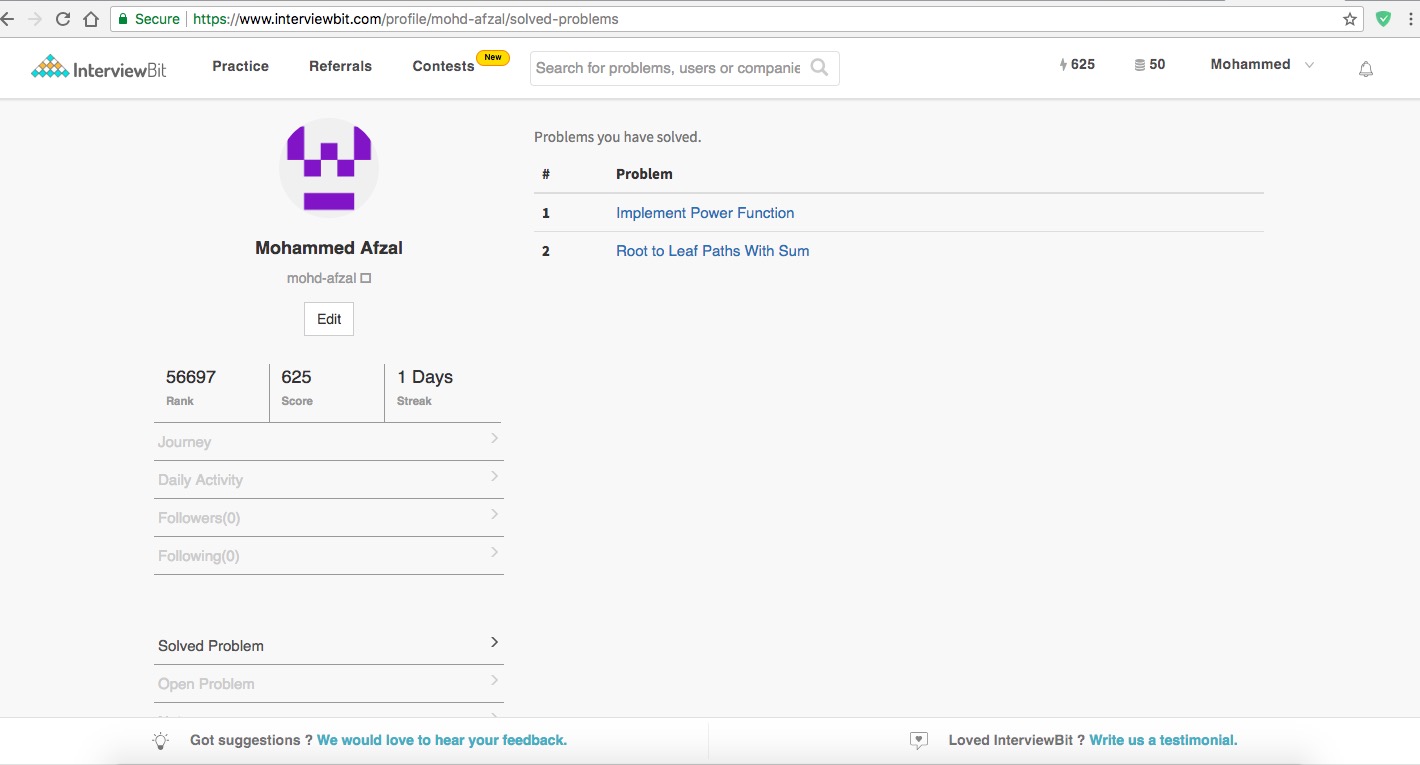 Secure https://www.interviewbit.com/profile/mohd-afzal/solved-problems
InterviewBit Practice Referrals Contests New Search for problems, users or companie 625 50 Mohammed
Problems you have solved.
# Problem
1 Implement Power Function
2 Root to Leaf Paths With Sum
Mohammed Afzal
mohd-afzal
Edit
56697 625 1 Days
Rank Score Streak
Journey
Daily Activity
Followers(0)
Following(0)
Solved Problem
Open Problem
Got suggestions ? We would love to hear your feedback. Loved InterviewBit ? Write us a testimonial.